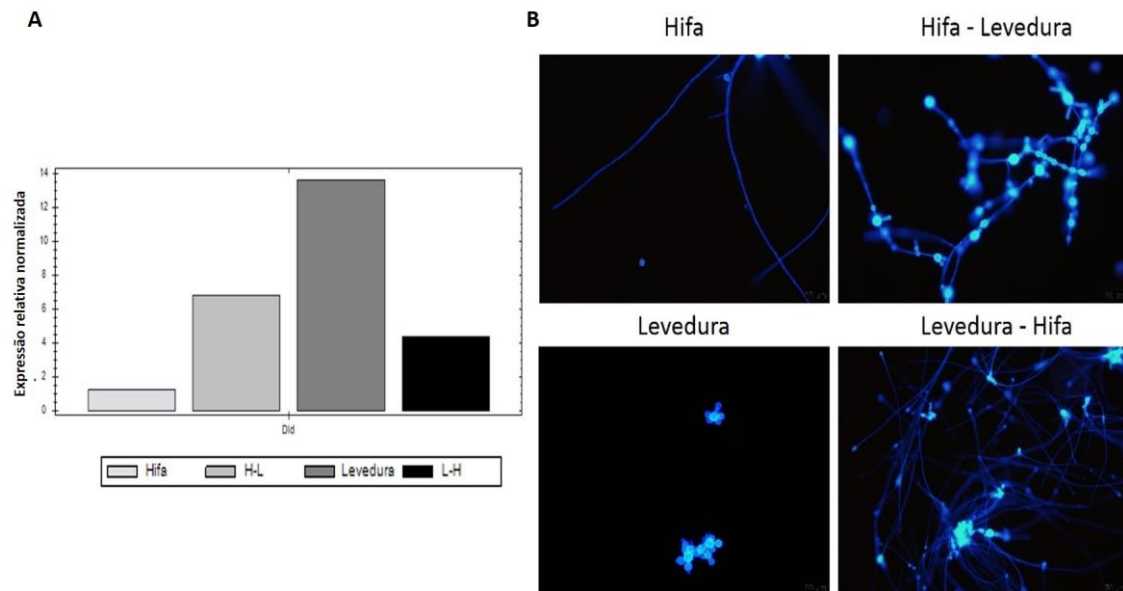 A
Expressão relativa normalizada
14
12
10
8
6
4
2
0
Dld
Hifa
H-L
Levedura
L-H
B
Hifa
Hifa - Levedura
Levedura
Levedura - Hifa